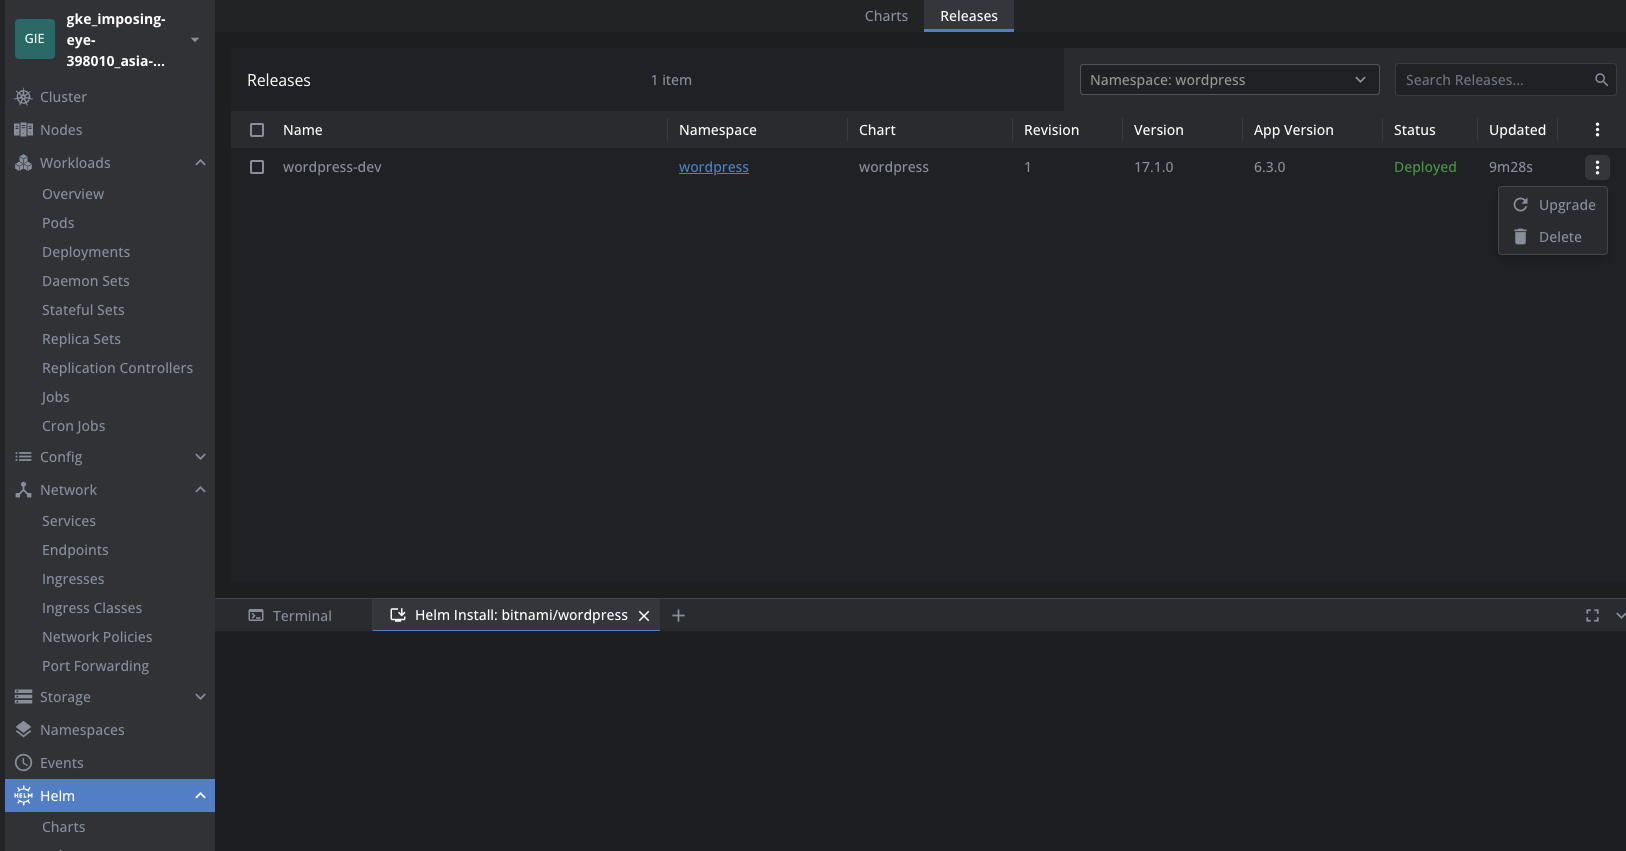 GIE
gke_imposing-
eye-
398010_asia-...
Cluster
Nodes
Workloads
Overview
Pods
Deployments
Daemon Sets
Stateful Sets
Replica Sets
Replication Controllers
Jobs
Cron Jobs
Config
Network
Services
Endpoints
Ingresses
Ingress Classes
Network Policies
Port Forwarding
Storage
Namespaces
Events
HELM Helm
Charts
Charts Releases
Releases 1 item Namespace: wordpress Search Releases...
Name Namespace Chart Revision Version App Version Status Updated
wordpress-dev wordpress wordpress 1 17.1.0 6.3.0 Deployed 9m28s
Upgrade
Delete
Terminal Helm Install: bitnami/wordpress